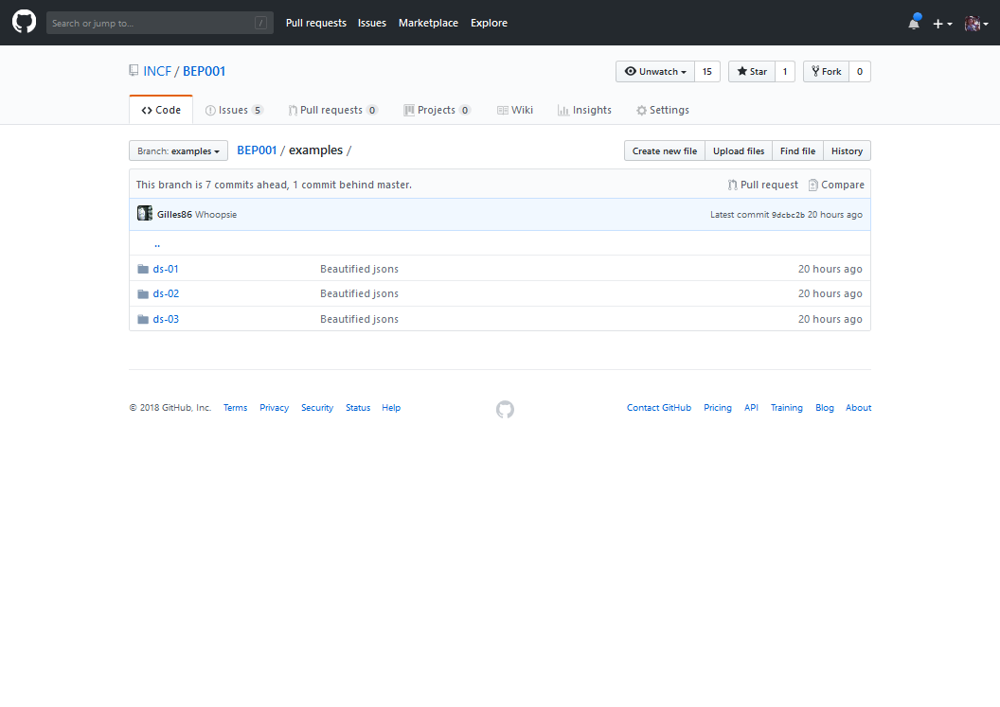 Search or jump to... / Pull requests Issues Marketplace Explore
INCF / BEP001 Unwatch 15 Star 1 Fork 0
Code Issues 5 Pull requests 0 Projects 0 Wiki Insights Settings
Branch: examples BEP001 / examples / Create new file Upload files Find file History
This branch is 7 commits ahead, 1 commit behind master. Pull request Compare
Gilles86 Whoopsie Latest commit 9dcbc2b 20 hours ago
..
ds-01 Beautified jsons 20 hours ago
ds-02 Beautified jsons 20 hours ago
ds-03 Beautified jsons 20 hours ago
© 2018 GitHub, Inc. Terms Privacy Security Status Help Contact GitHub Pricing API Training Blog About